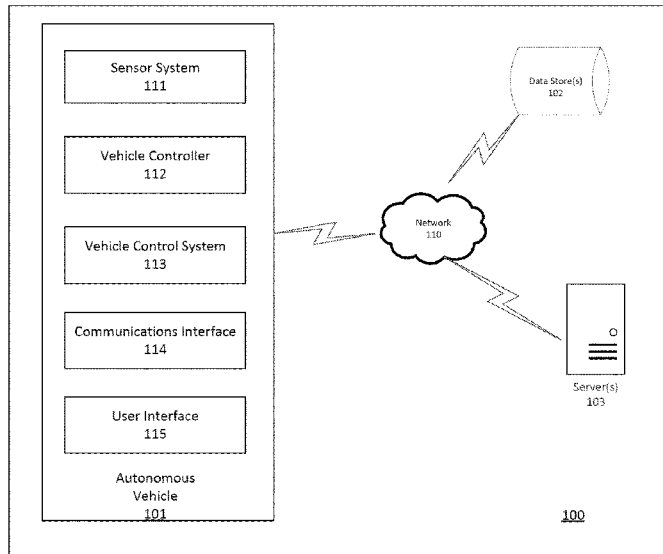 Sensor System
111
Vehicle Controller
112
Vehicle Control System
113
Communications Interface
114
User Interface
115
Autonomous
Vehicle
101
Data Store(s)
102
Network
110
Server(s)
103
100